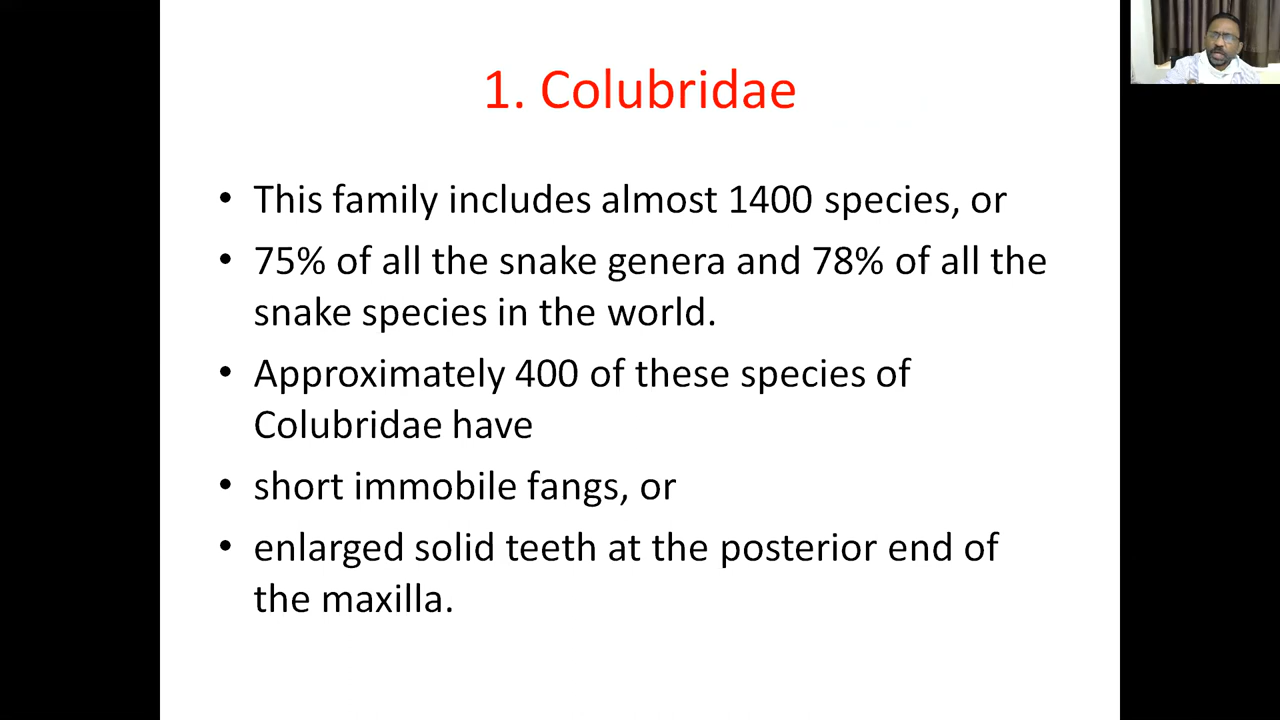 1. Colubridae
• This family includes almost 1400 species, or
• 75% of all the snake genera and 78% of all the
snake species in the world.
• Approximately 400 of these species of
Colubridae have
• short immobile fangs, or
• enlarged solid teeth at the posterior end of
the maxilla.